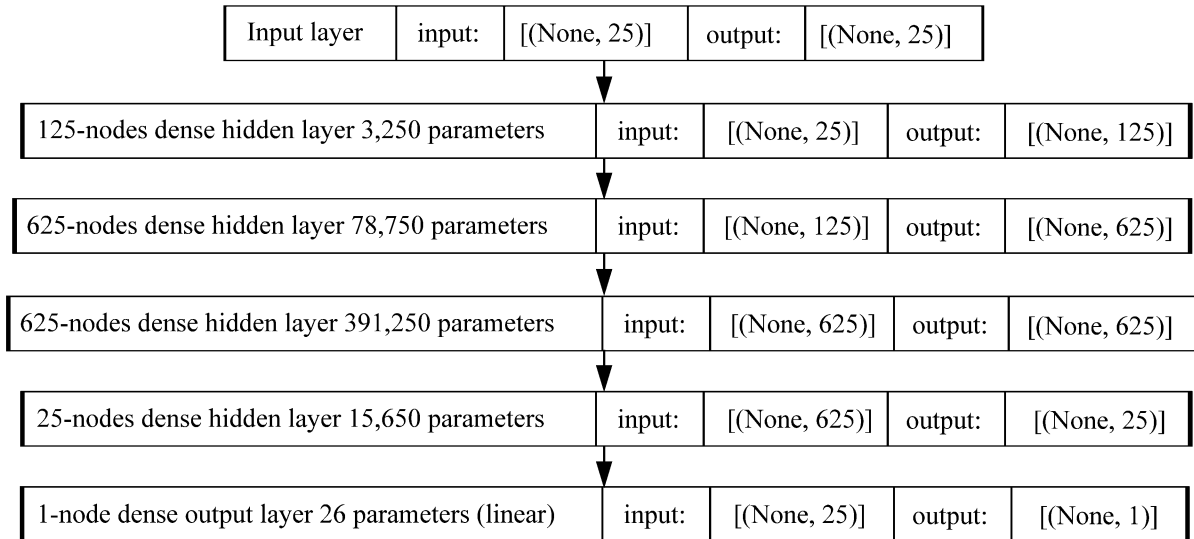 Input layer input: [(None, 25)] output: [(None, 25)]
125-nodes dense hidden layer 3,250 parameters input: [(None, 25)] output: [(None, 125)]
625-nodes dense hidden layer 78,750 parameters input: [(None, 125)] output: [(None, 625)]
625-nodes dense hidden layer 391,250 parameters input: [(None, 625)] output: [(None, 625)]
25-nodes dense hidden layer 15,650 parameters input: [(None, 625)] output: [(None, 25)]
1-node dense output layer 26 parameters (linear) input: [(None, 25)] output: [(None, 1)]